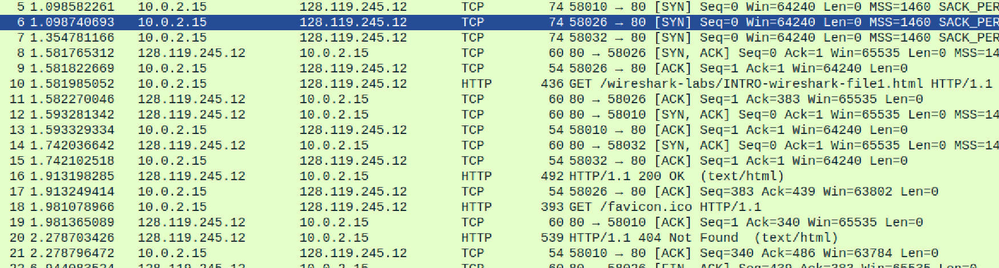 5 1.098582261 10.0.2.15 128.119.245.12 TCP 74 58010 → 80 [SYN] Seq=0 Win=64240 Len=0 MSS=1460 SACK_PER
6 1.098740693 10.0.2.15 128.119.245.12 TCP 74 58026 → 80 [SYN] Seq=0 Win=64240 Len=0 MSS=1460 SACK_PER
7 1.354781166 10.0.2.15 128.119.245.12 TCP 74 58032 → 80 [SYN] Seq=0 Win=64240 Len=0 MSS=1460 SACK_PER
8 1.581765312 128.119.245.12 10.0.2.15 TCP 60 80 → 58026 [SYN, ACK] Seq=0 Ack=1 Win=65535 Len=0 MSS=14
9 1.581822669 10.0.2.15 128.119.245.12 TCP 54 58026 → 80 [ACK] Seq=1 Ack=1 Win=64240 Len=0
10 1.581985052 10.0.2.15 128.119.245.12 HTTP 436 GET /wireshark-labs/INTRO-wireshark-file1.html HTTP/1.1
11 1.582270046 128.119.245.12 10.0.2.15 TCP 60 80 → 58026 [ACK] Seq=1 Ack=383 Win=65535 Len=0
12 1.593281342 128.119.245.12 10.0.2.15 TCP 60 80 → 58010 [SYN, ACK] Seq=0 Ack=1 Win=65535 Len=0 MSS=14
13 1.593329334 10.0.2.15 128.119.245.12 TCP 54 58010 → 80 [ACK] Seq=1 Ack=1 Win=64240 Len=0
14 1.742036642 128.119.245.12 10.0.2.15 TCP 60 80 → 58032 [SYN, ACK] Seq=0 Ack=1 Win=65535 Len=0 MSS=14
15 1.742102518 10.0.2.15 128.119.245.12 TCP 54 58032 → 80 [ACK] Seq=1 Ack=1 Win=64240 Len=0
16 1.913198285 128.119.245.12 10.0.2.15 HTTP 492 HTTP/1.1 200 OK (text/html)
17 1.913249414 10.0.2.15 128.119.245.12 TCP 54 58026 → 80 [ACK] Seq=383 Ack=439 Win=63802 Len=0
18 1.981078966 10.0.2.15 128.119.245.12 HTTP 393 GET /favicon.ico HTTP/1.1
19 1.981365089 128.119.245.12 10.0.2.15 TCP 60 80 → 58010 [ACK] Seq=1 Ack=340 Win=65535 Len=0
20 2.278703426 128.119.245.12 10.0.2.15 HTTP 539 HTTP/1.1 404 Not Found (text/html)
21 2.278796472 10.0.2.15 128.119.245.12 TCP 54 58010 → 80 [ACK] Seq=340 Ack=486 Win=63784 Len=0
128.119.245.12 10.0.2.15 TCP 60 80 → 58026 [FIN, ACK] Seq=439 Ack=383 Win=65535 Len=0